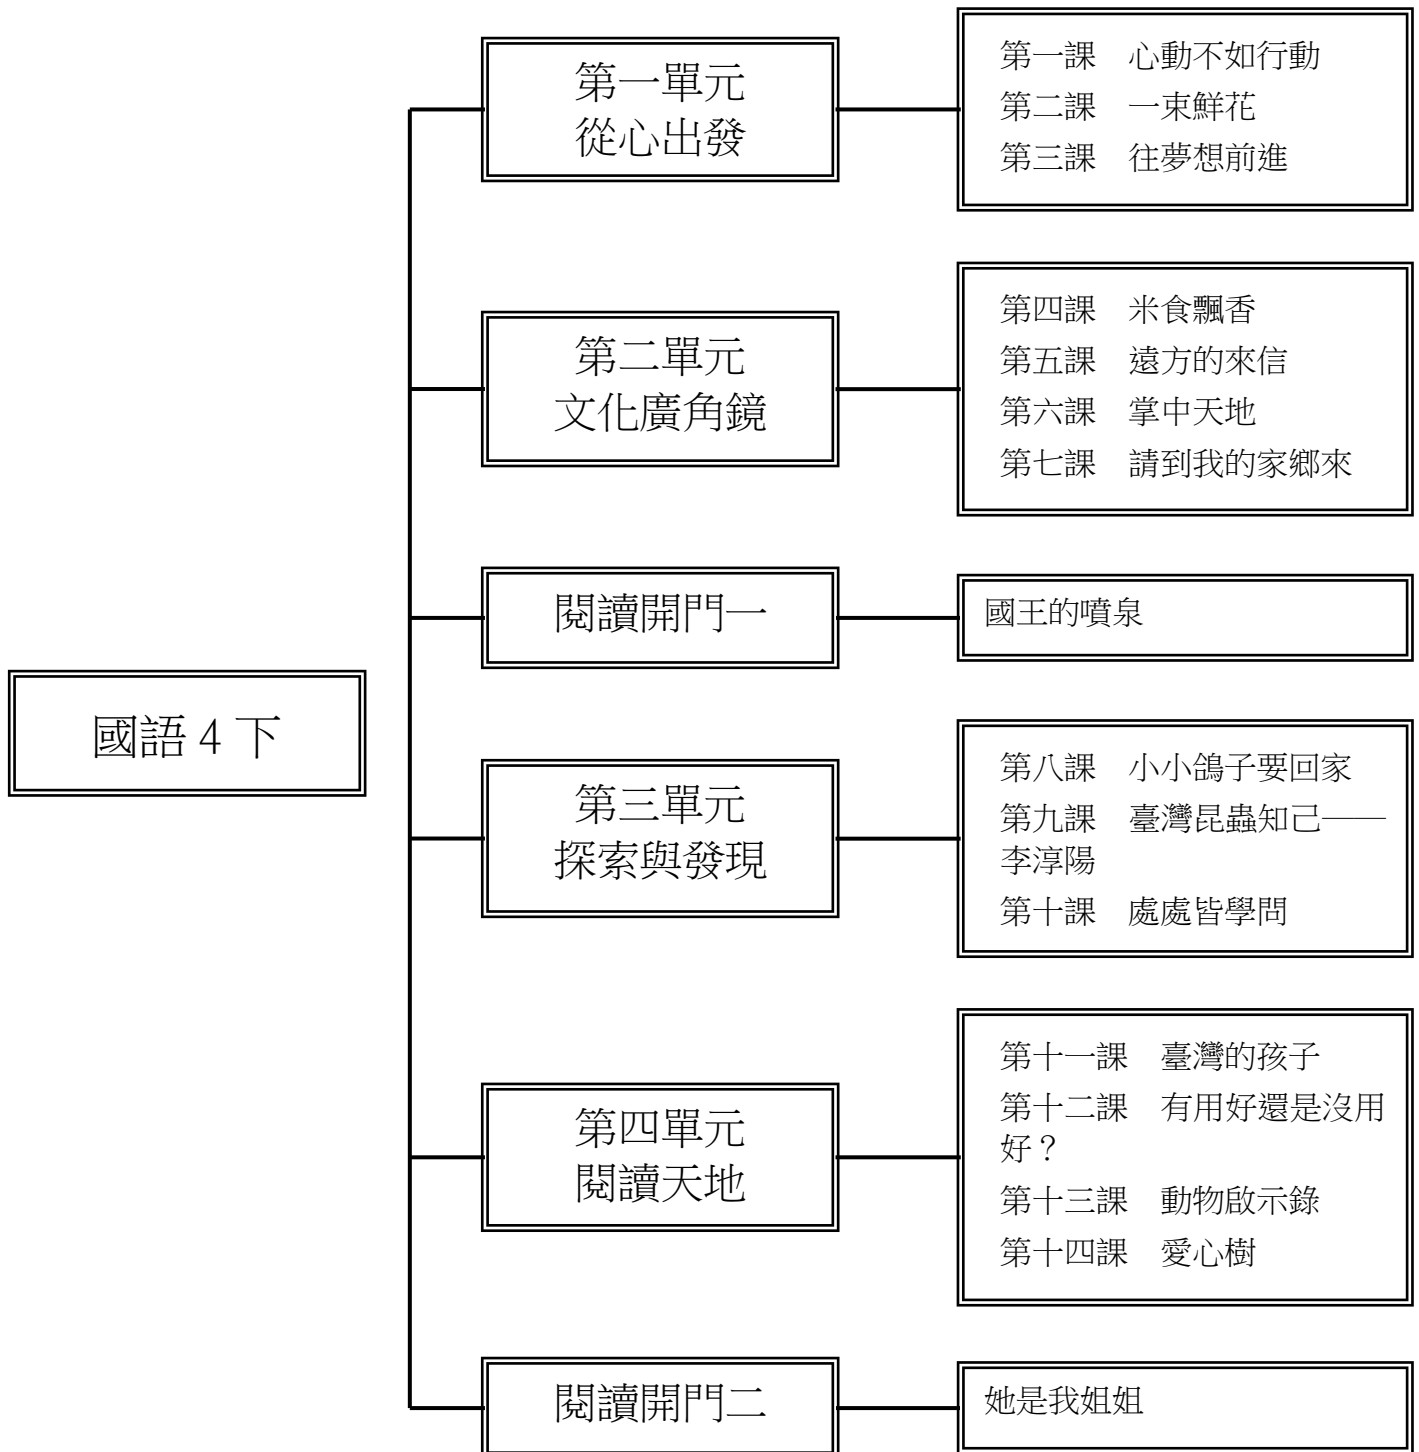 國語 4 下
第一單元
從心出發
第一課　心動不如行動
第二課　一束鮮花
第三課　往夢想前進
第二單元
文化廣角鏡
第四課　米食飄香
第五課　遠方的來信
第六課　掌中天地
第七課　請到我的家鄉來
閱讀開門一
國王的噴泉
第三單元
探索與發現
第八課　小小鴿子要回家
第九課　臺灣昆蟲知己——
李淳陽
第十課　處處皆學問
第四單元
閱讀天地
第十一課　臺灣的孩子
第十二課　有用好還是沒用
好？
第十三課　動物啟示錄
第十四課　愛心樹
閱讀開門二
她是我姐姐